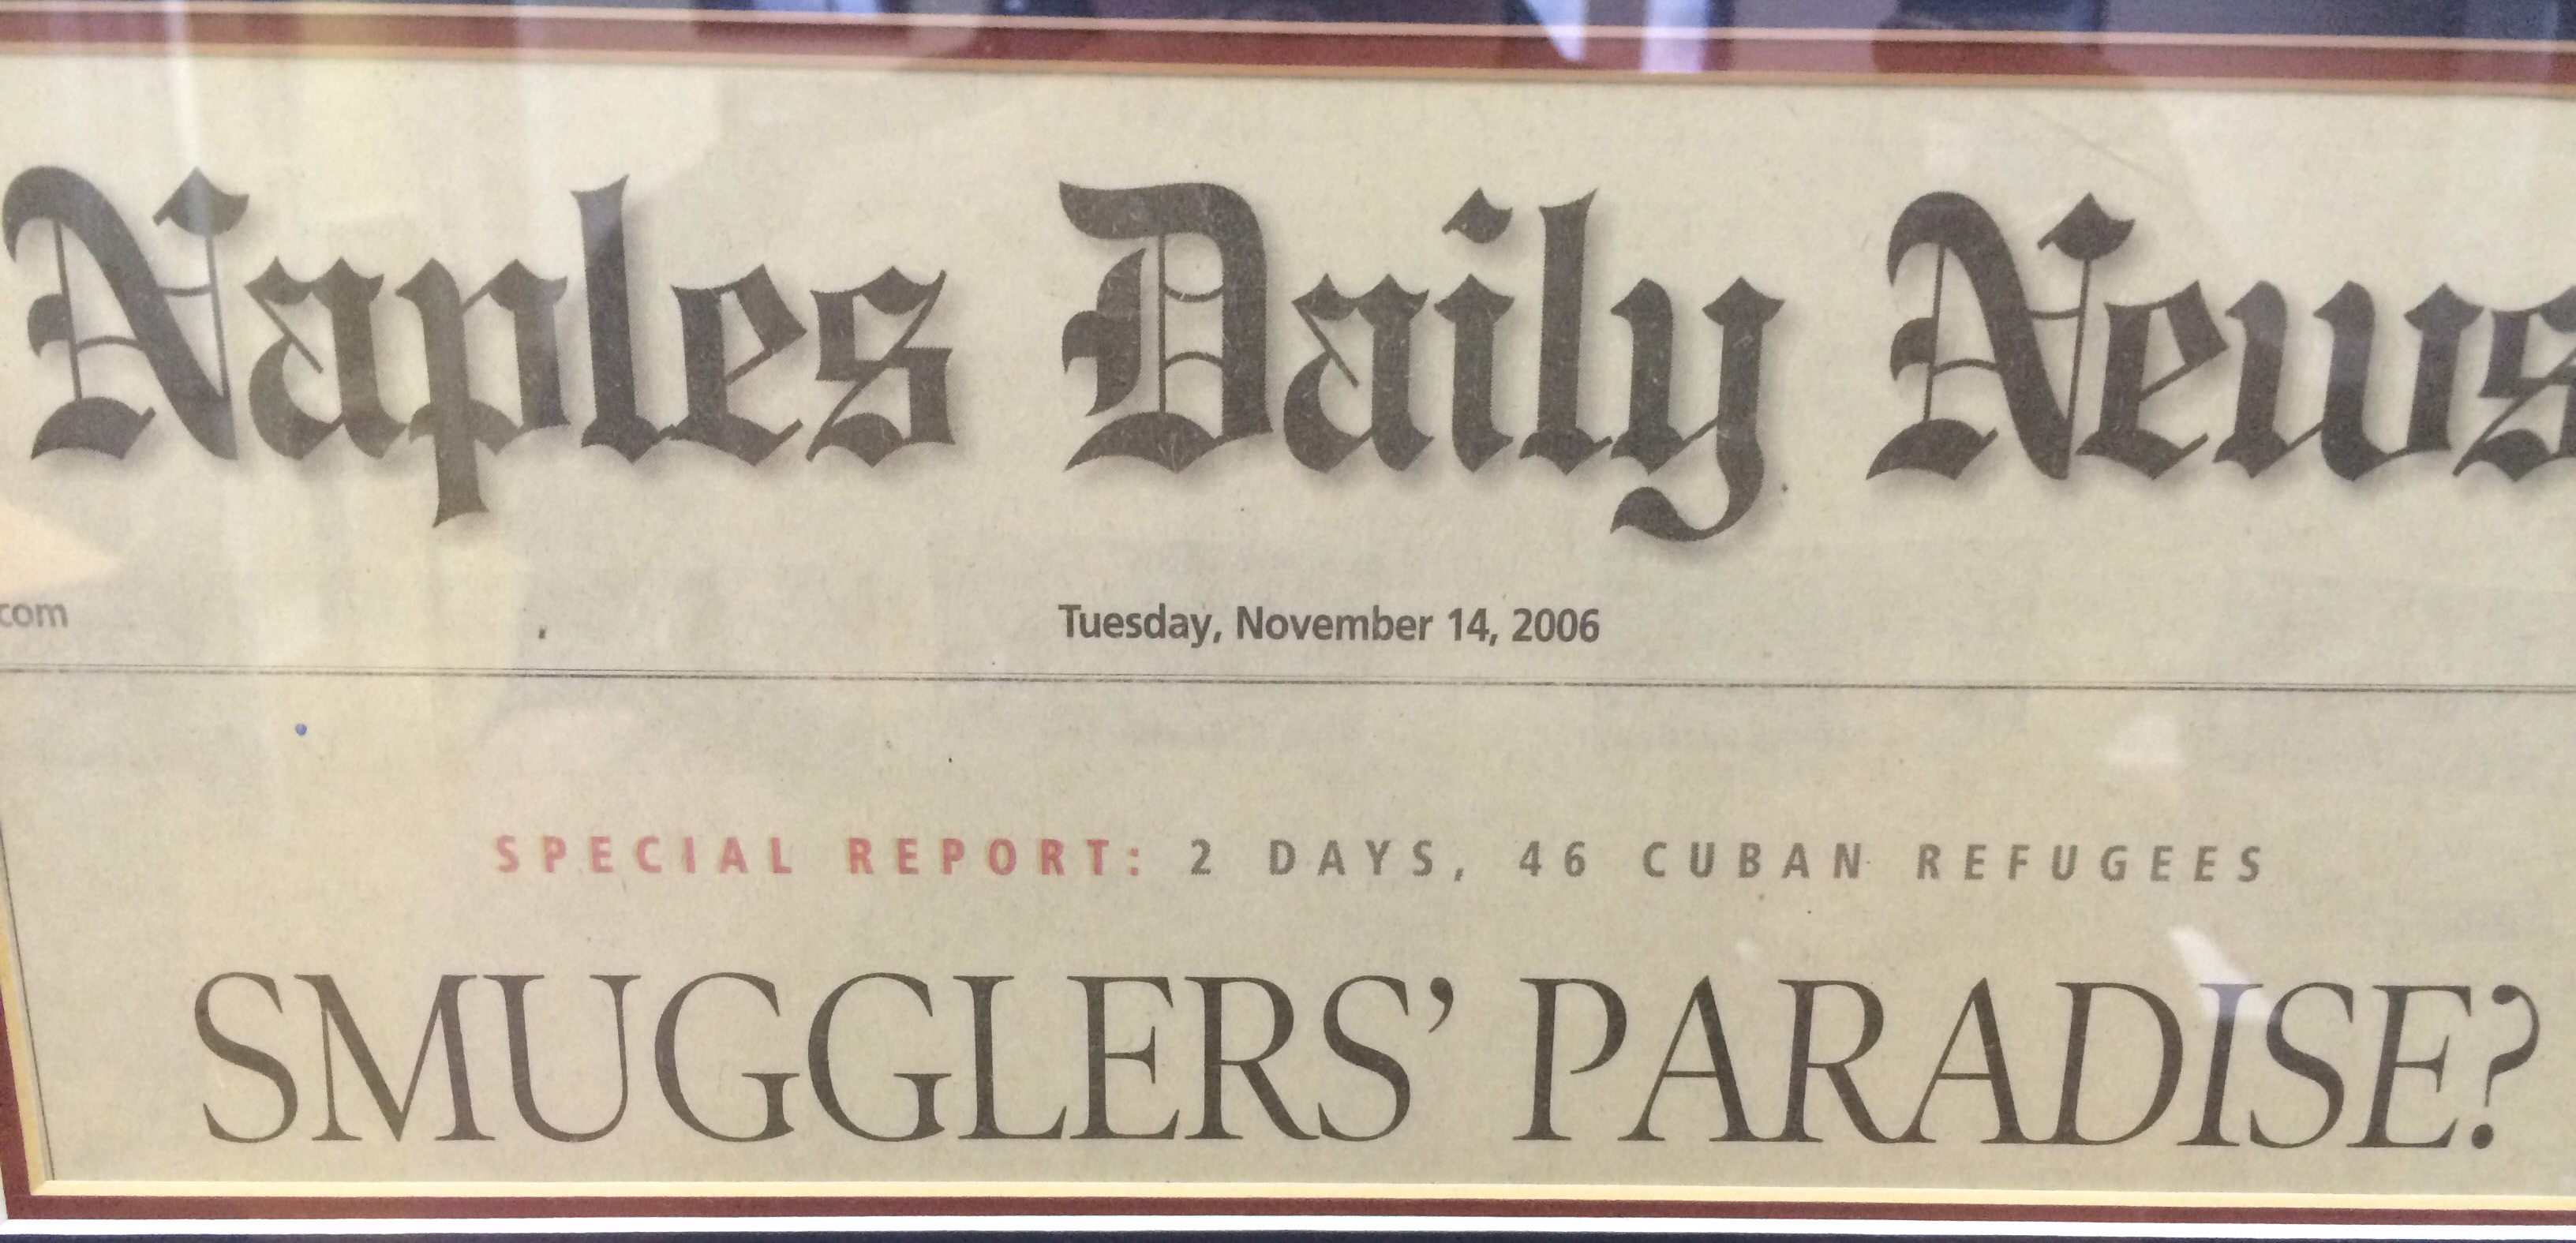 Naples Daily News
com
Tuesday, November 14, 2006
SPECIAL REPORT: 2 DAYS, 46 CUBAN REFUGEES
SMUGGLERS’ PARADISE?